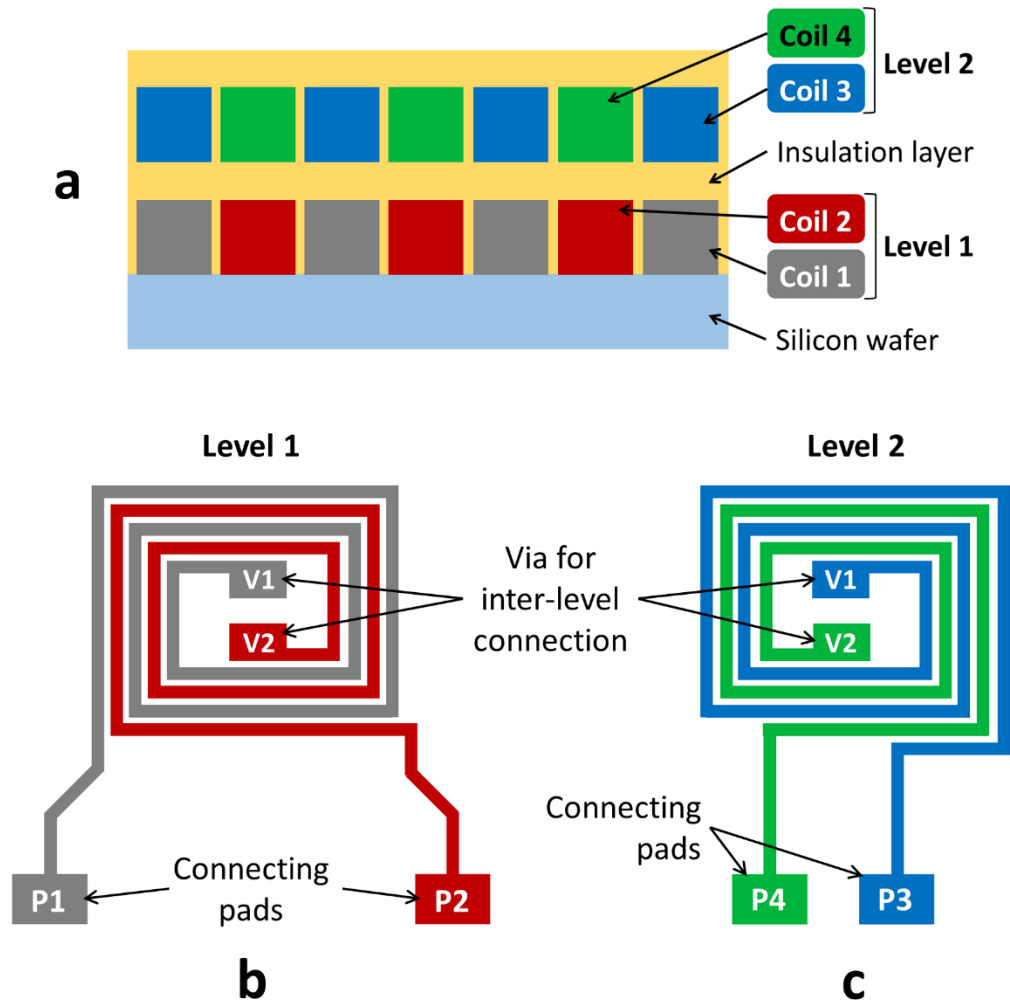 Coil 4
Level 2
Coil 3
a
Insulation layer
Coil 2
Level 1
Coil 1
Silicon wafer
Level 1
Level 2
V1
V2
Via for
inter-level
connection
V1
V2
Connecting
pads
P1
P2
Connecting
pads
P4
P3
b
c